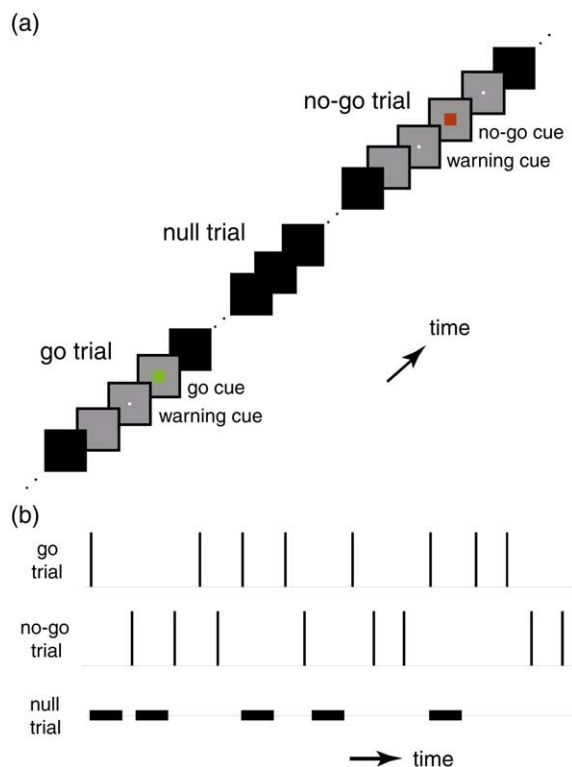 (a)
no-go trial
no-go cue
warning cue
null trial
time
go trial
go cue
warning cue
(b)
go
trial
no-go
trial
null
trial
time